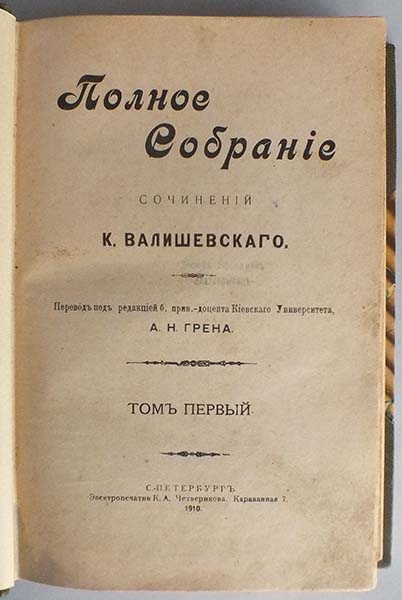 Полное
Собраніе
СОЧИНЕНІЙ
К. ВАЛИШЕВСКАГО.
Переводъ подъ редакціей б. прив.-доцента Кіевскаго Университета,
А. Н. ГРЕНА.
ТОМЪ ПЕРВЫЙ.
С.-ПЕТЕРБУРГЪ.
Электропечатня К. А. Четверикова. Караванная 7.
1910.